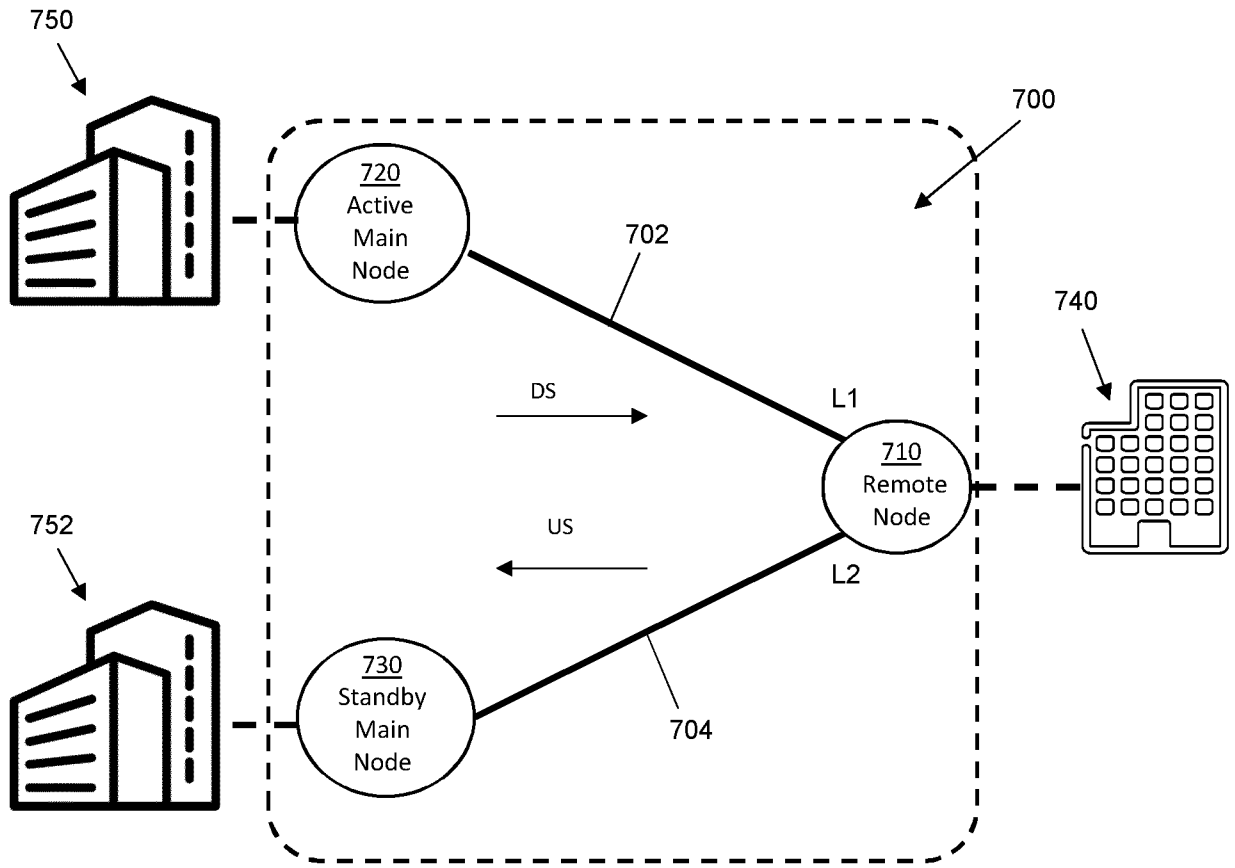 750
700
720
Active
Main
Node
702
740
DS
L1
710
Remote
Node
752
US
L2
730
Standby
Main
Node
704